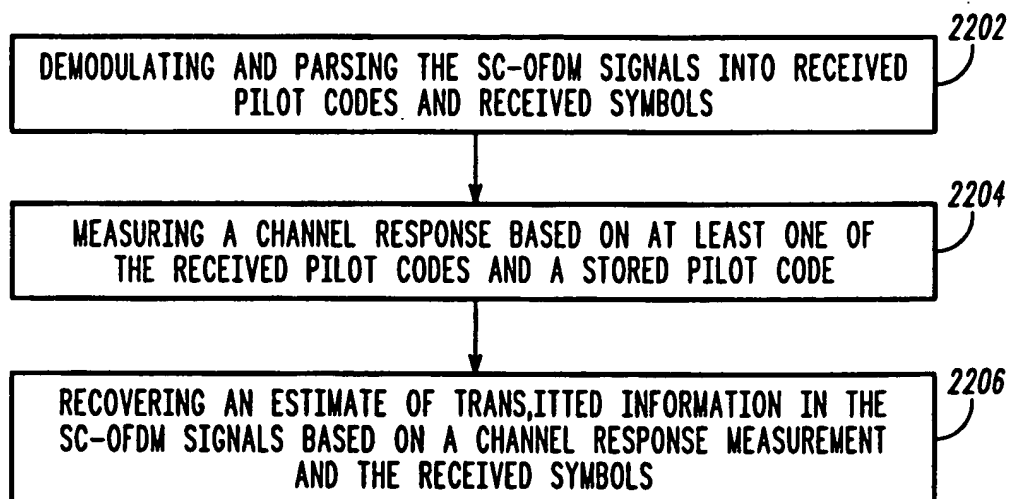 2202
DEMODULATING AND PARSING THE SC-OFDM SIGNALS INTO RECEIVED
PILOT CODES AND RECEIVED SYMBOLS
2204
MEASURING A CHANNEL RESPONSE BASED ON AT LEAST ONE OF
THE RECEIVED PILOT CODES AND A STORED PILOT CODE
2206
RECOVERING AN ESTIMATE OF TRANS,ITTED INFORMATION IN THE
SC-OFDM SIGNALS BASED ON A CHANNEL RESPONSE MEASUREMENT
AND THE RECEIVED SYMBOLS